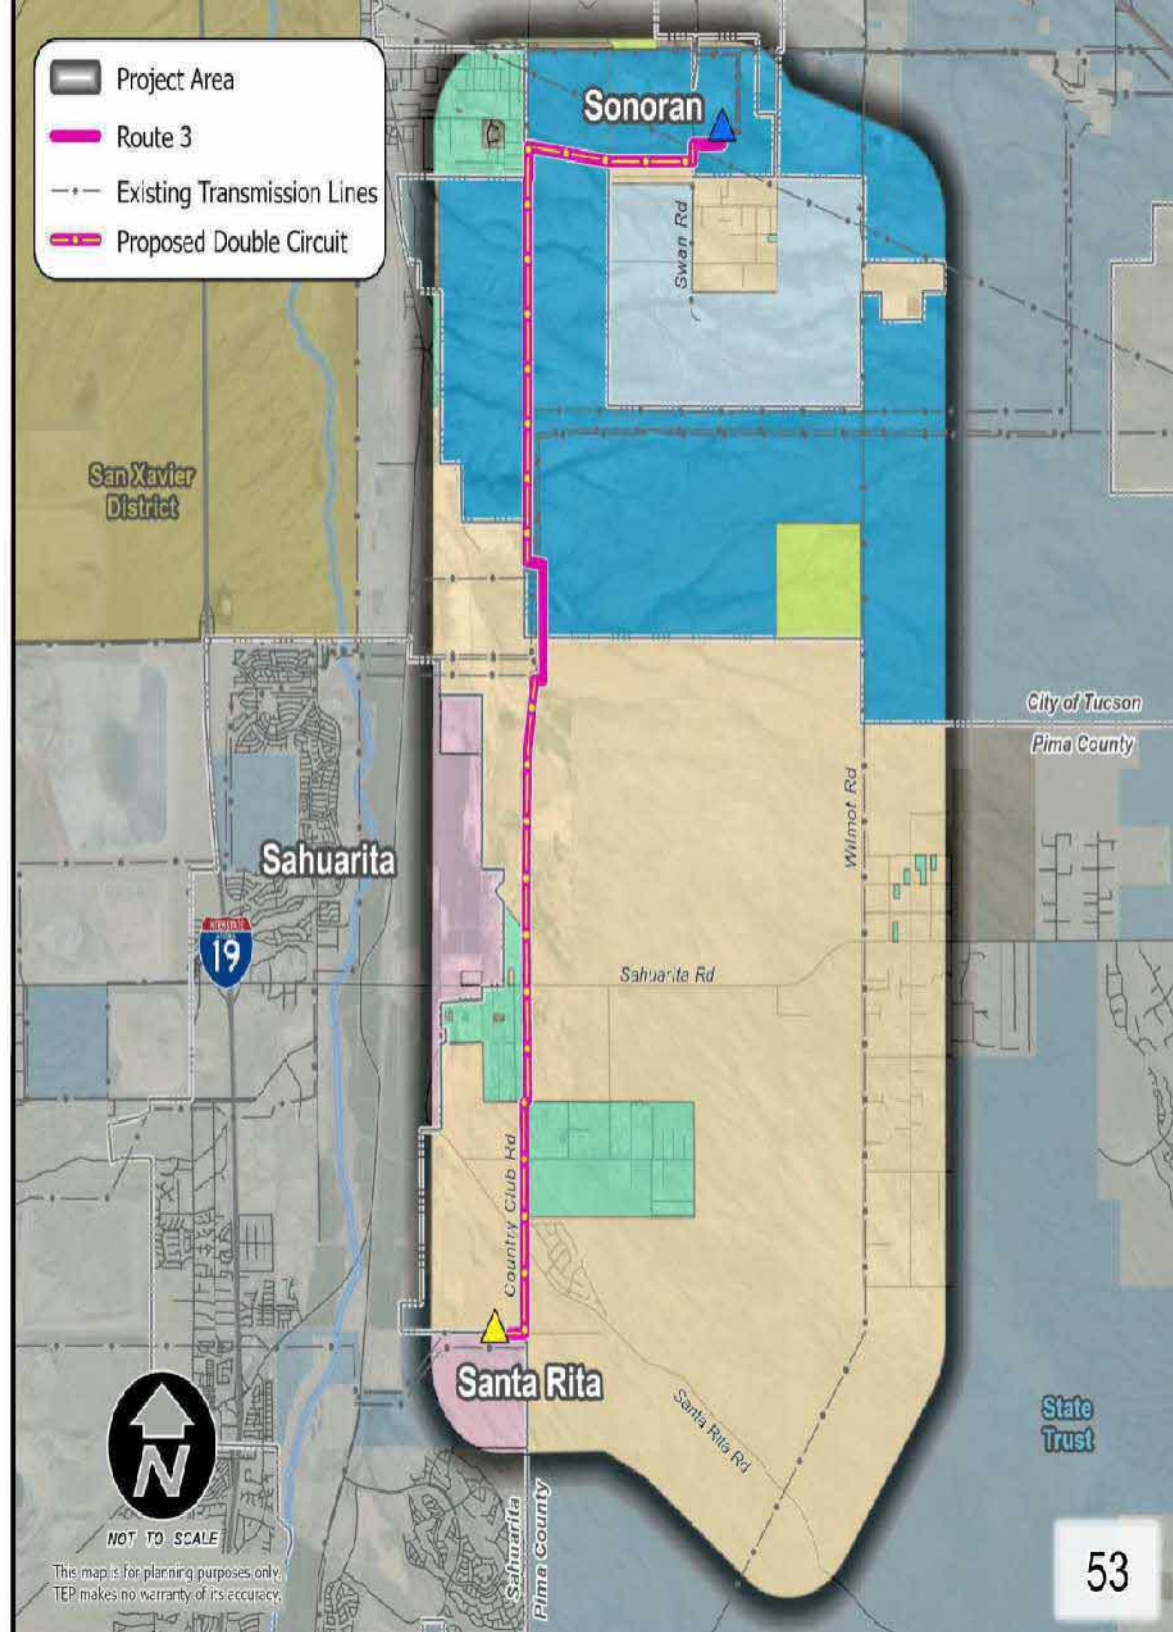 Project Area
Route 3
Existing Transmission Lines
Proposed Double Circuit
Sonoran
Swan Rd
San Xavier
District
City of Tucson
Pima County
Wilmot Rd
Sahuarita
INTERSTATE
19
Sahuarita Rd
Country Club Rd
Santa Rita
Santa Rita Rd
State
Trust
N
NOT TO SCALE
This map is for planning purposes only.
TEP makes no warranty of its accuracy.
Sahuarita
Pima County
53